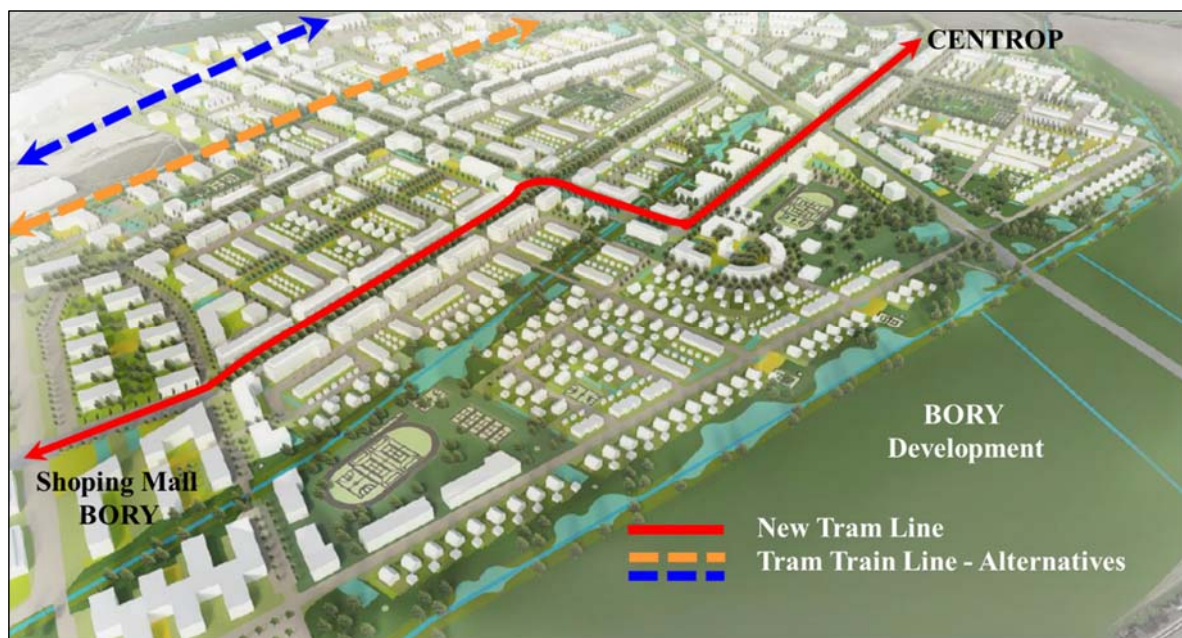 CENTROP
Shoping Mall
BORY
BORY
Development
New Tram Line
Tram Train Line - Alternatives